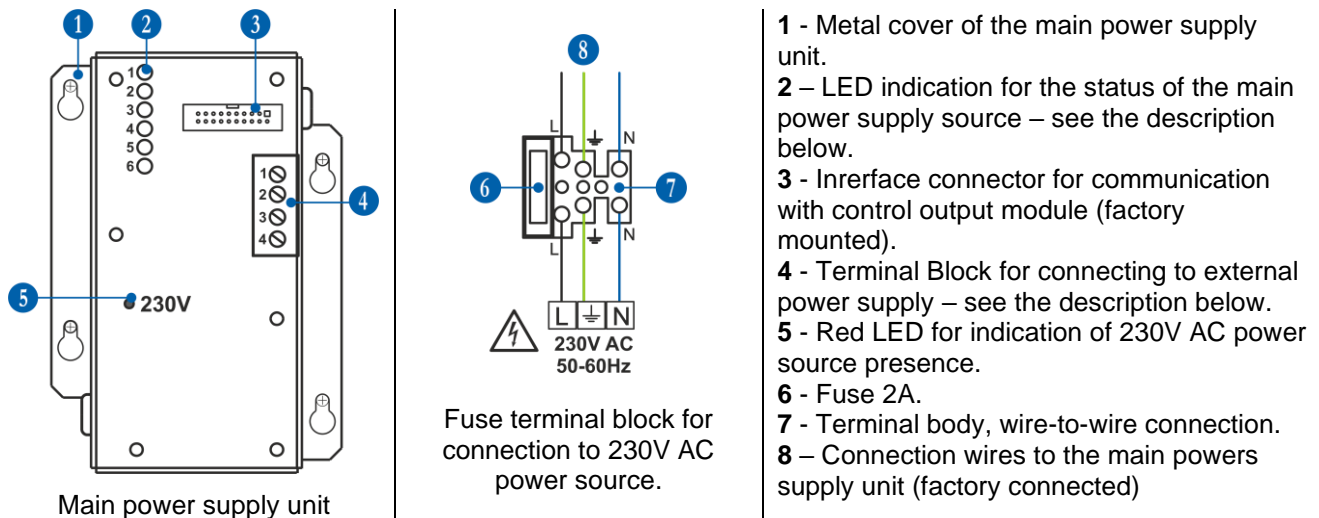 1
2
3
1
2
3
4
5
6
1
2
3
4
4
5
230V
Main power supply unit
8
L
N
6
7
L
N
L
N
230V AC
50-60Hz
Fuse terminal block for
connection to 230V AC
power source.
1 - Metal cover of the main power supply
unit.
2 – LED indication for the status of the main
power supply source – see the description
below.
3 - Inrerface connector for communication
with control output module (factory
mounted).
4 - Terminal Block for connecting to external
power supply – see the description below.
5 - Red LED for indication of 230V AC power
source presence.
6 - Fuse 2A.
7 - Terminal body, wire-to-wire connection.
8 – Connection wires to the main powers
supply unit (factory connected)